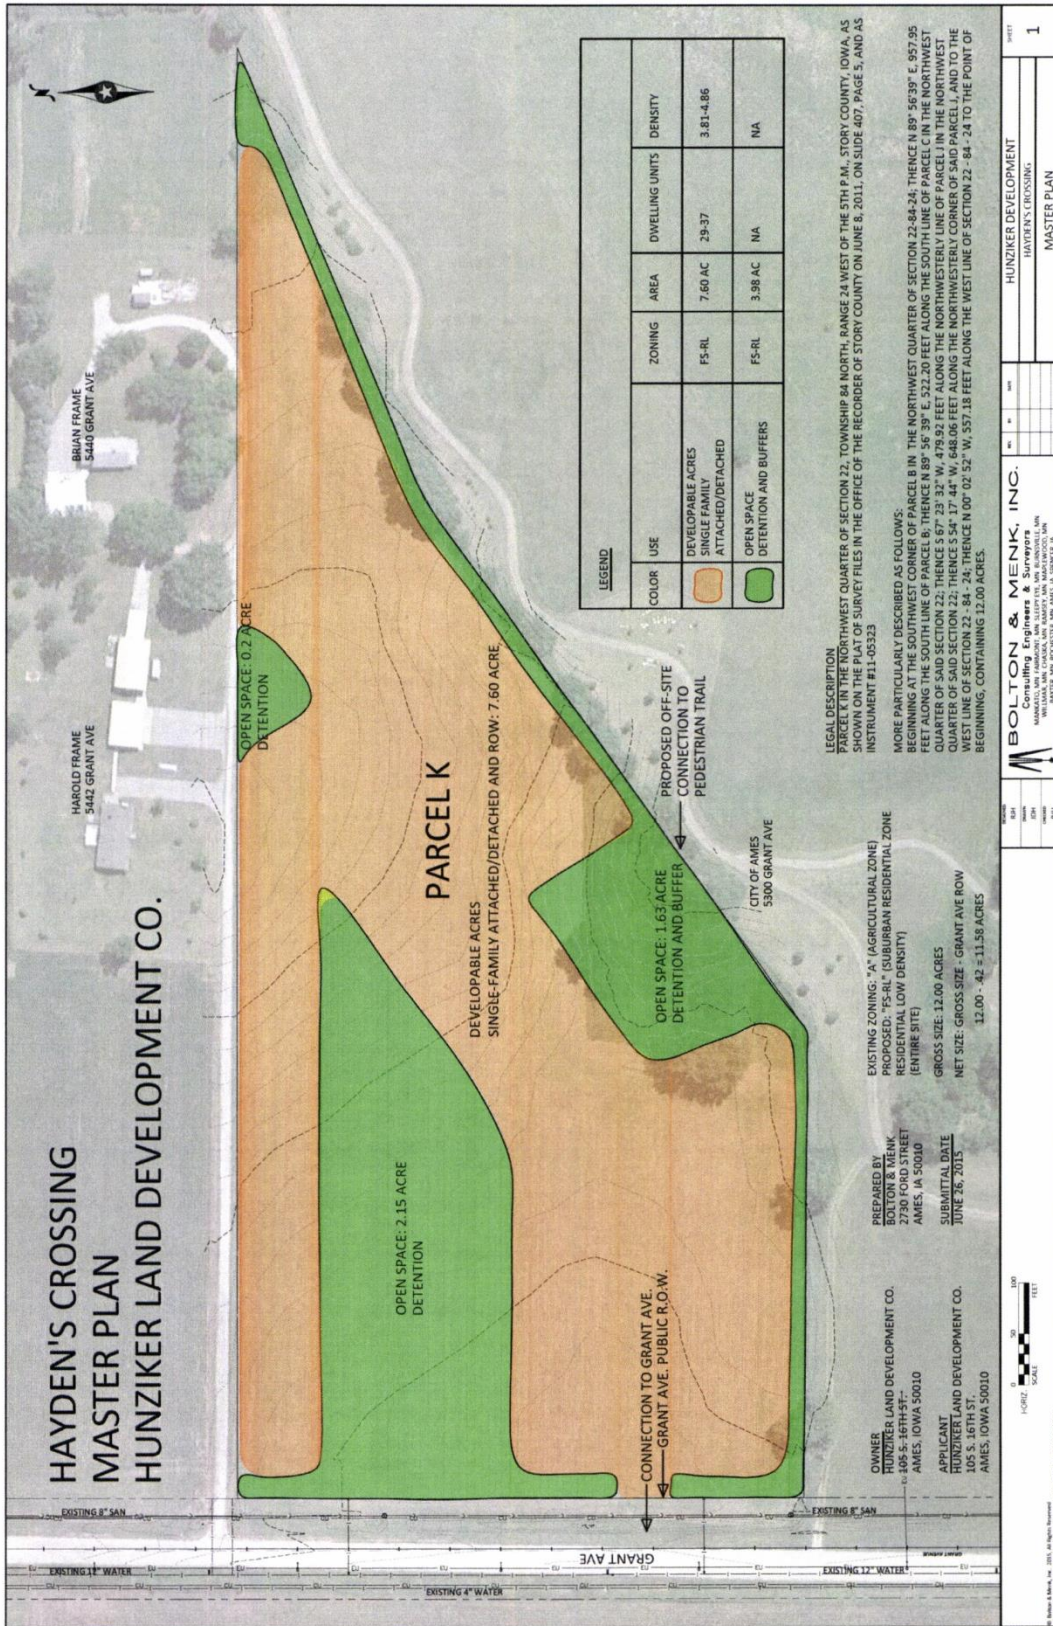 HAYDEN'S CROSSING
MASTER PLAN
HUNZIKER LAND DEVELOPMENT CO.
HAROLD FRAME
5442 GRANT AVE
BRIAN FRAME
5440 GRANT AVE
EXISTING 8" SAN
EXISTING 12" WATER
EXISTING 4" WATER
GRANT AVE
EXISTING 8" SAN
EXISTING 12" WATER
GRANT AVENUE
OPEN SPACE: 2.15 ACRE
DETENTION
OPEN SPACE: 0.2 ACRE
DETENTION
PARCEL K
DEVELOPABLE ACRES
SINGLE-FAMILY ATTACHED/DETACHED AND ROW: 7.60 ACRE
CONNECTION TO GRANT AVE.
GRANT AVE. PUBLIC R.O.W.
OPEN SPACE: 1.63 ACRE
DETENTION AND BUFFER
PROPOSED OFF-SITE
CONNECTION TO
PEDESTRIAN TRAIL
CITY OF AMES
5300 GRANT AVE
LEGEND
COLOR USE ZONING AREA DWELLING UNITS DENSITY
DEVELOPABLE ACRES
SINGLE FAMILY
ATTACHED/DETACHED
FS-RL 7.60 AC 29-37 3.81-4.86
OPEN SPACE
DETENTION AND BUFFERS
FS-RL 3.98 AC NA NA
OWNER
HUNZIKER LAND DEVELOPMENT CO.
105 S. 16TH ST.
AMES, IOWA 50010
APPLICANT
HUNZIKER LAND DEVELOPMENT CO.
105 S. 16TH ST.
AMES, IOWA 50010
PREPARED BY
BOLTON & MENK
2730 FORD STREET
AMES, IA 50010
SUBMITTAL DATE
JUNE 26, 2015
EXISTING ZONING: "A" (AGRICULTURAL ZONE)
PROPOSED: "FS-RL" (SUBURBAN RESIDENTIAL ZONE
RESIDENTIAL LOW DENSITY)
(ENTIRE SITE)
GROSS SIZE: 12.00 ACRES
NET SIZE: GROSS SIZE - GRANT AVE ROW
12.00 - .42 = 11.58 ACRES
LEGAL DESCRIPTION
PARCEL K IN THE NORTHWEST QUARTER OF SECTION 22, TOWNSHIP 84 NORTH, RANGE 24 WEST OF THE 5TH P.M., STORY COUNTY, IOWA, AS
SHOWN ON THE PLAT OF SURVEY FILES IN THE OFFICE OF THE RECORDER OF STORY COUNTY ON JUNE 8, 2011, ON SLIDE 407, PAGE 5, AND AS
INSTRUMENT #11-05323
MORE PARTICULARLY DESCRIBED AS FOLLOWS:
BEGINNING AT THE SOUTHWEST CORNER OF PARCEL B IN THE NORTHWEST QUARTER OF SECTION 22-84-24; THENCE N 89° 56'39" E, 957.95
FEET ALONG THE SOUTH LINE OF PARCEL B; THENCE N 89° 56' 39" E, 522.20 FEET ALONG THE SOUTH LINE OF PARCEL C IN THE NORTHWEST
QUARTER OF SAID SECTION 22; THENCE S 67° 23' 32" W, 479.92 FEET ALONG THE NORTHWESTERLY LINE OF PARCEL J IN THE NORTHWEST
QUARTER OF SAID SECTION 22; THENCE S 54° 17' 44" W, 648.06 FEET ALONG THE NORTHWESTERLY CORNER OF SAID PARCEL J, AND TO THE
WEST LINE OF SECTION 22 - 84 - 24; THENCE N 00° 02' 52" W, 557.18 FEET ALONG THE WEST LINE OF SECTION 22 - 84 - 24 TO THE POINT OF
BEGINNING, CONTAINING 12.00 ACRES.
HORIZ.
0 50 100
SCALE FEET
BOLTON & MENK, INC.
Consulting Engineers & Surveyors
HUNZIKER DEVELOPMENT
HAYDEN'S CROSSING
MASTER PLAN
SHEET
1